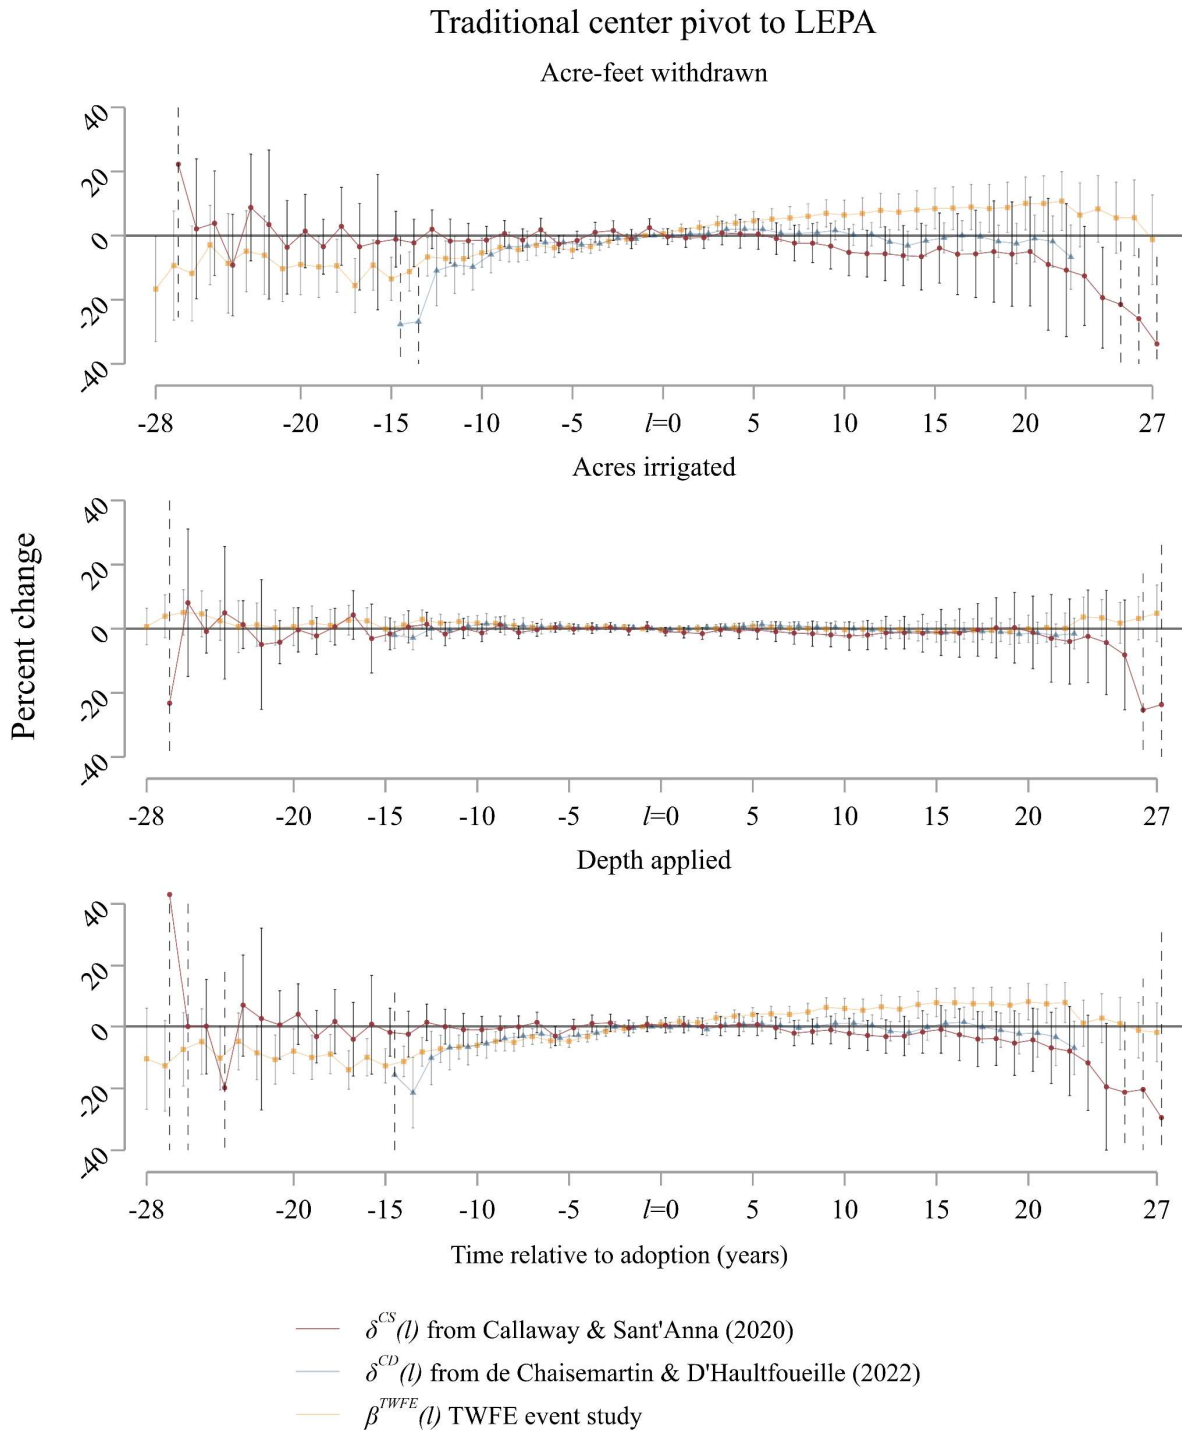 Traditional center pivot to LEPA
Acre-feet withdrawn
40
20
0
-20
-40
-28 -20 -15 -10 -5 l=0 5 10 15 20 27
Acres irrigated
Percent change
40
20
0
-20
-40
-28 -20 -15 -10 -5 l=0 5 10 15 20 27
Depth applied
40
20
0
-20
-40
-28 -20 -15 -10 -5 l=0 5 10 15 20 27
Time relative to adoption (years)
δ^CS(l) from Callaway & Sant'Anna (2020)
δ^CD(l) from de Chaisemartin & D'Haultfoueille (2022)
β^TWFE(l) TWFE event study